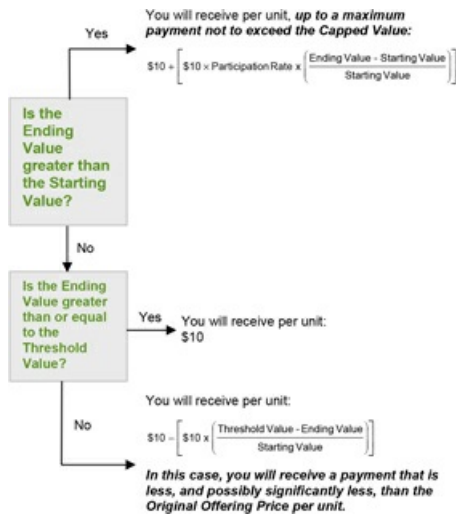 You will receive per unit, up to a maximum
payment not to exceed the Capped Value:
Yes
$10 + [ $10 × Participation Rate x ( Ending Value - Starting Value / Starting Value ) ]
Is the
Ending
Value
greater than
the Starting
Value?
No
Is the Ending
Value greater
than or equal
to the
Threshold
Value?
Yes
You will receive per unit:
$10
You will receive per unit:
No
$10 – [ $10 x ( Threshold Value - Ending Value / Starting Value ) ]
In this case, you will receive a payment that is
less, and possibly significantly less, than the
Original Offering Price per unit.